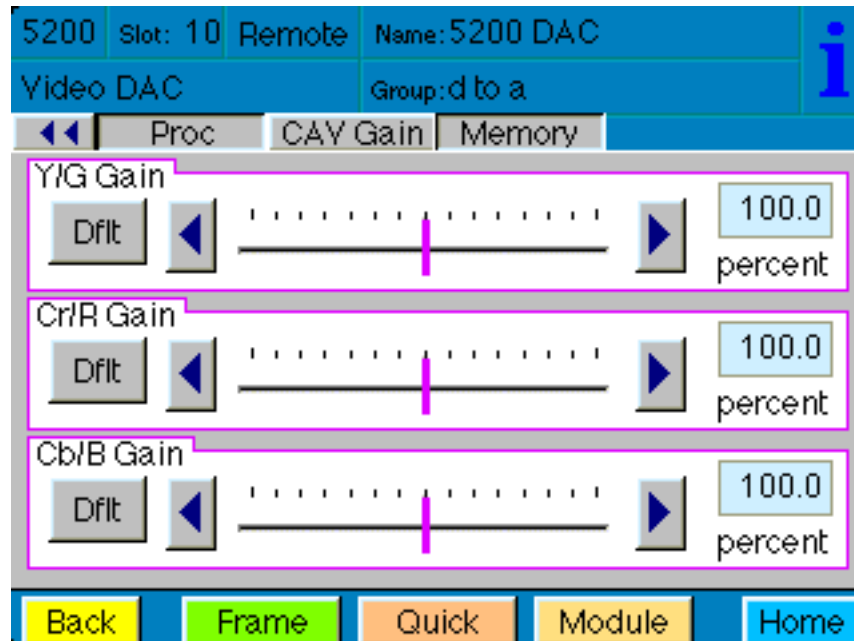 5200 Slot: 10 Remote Name: 5200 DAC
Video DAC Group: d to a
Proc CAV Gain Memory
Y/G Gain
Dflt 100.0
percent
Cr/R Gain
Dflt 100.0
percent
Cb/B Gain
Dflt 100.0
percent
Back Frame Quick Module Home